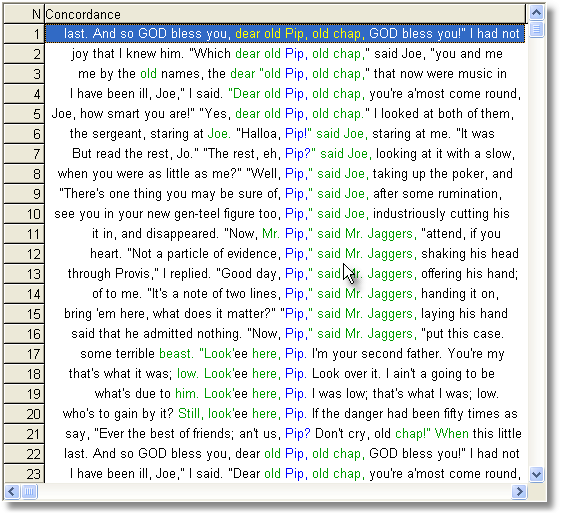 N Concordance
1 last. And so GOD bless you, dear old Pip, old chap, GOD bless you!" I had not
2 joy that I knew him. "Which dear old Pip, old chap," said Joe, "you and me
3 me by the old names, the dear "old Pip, old chap," that now were music in
4 I have been ill, Joe," I said. "Dear old Pip, old chap, you're a'most come round,
5 Joe, how smart you are!" "Yes, dear old Pip, old chap." I looked at both of them,
6 the sergeant, staring at Joe. "Halloa, Pip!" said Joe, staring at me. "It was
7 But read the rest, Jo." "The rest, eh, Pip?" said Joe, looking at it with a slow,
8 when you were as little as me?" "Well, Pip," said Joe, taking up the poker, and
9 "There's one thing you may be sure of, Pip," said Joe, after some rumination,
10 see you in your new gen-teel figure too, Pip," said Joe, industriously cutting his
11 it in, and disappeared. "Now, Mr. Pip," said Mr. Jaggers, "attend, if you
12 heart. "Not a particle of evidence, Pip," said Mr. Jaggers, shaking his head
13 through Provis," I replied. "Good day, Pip," said Mr. Jaggers, offering his hand;
14 of to me. "It's a note of two lines, Pip," said Mr. Jaggers, handing it on,
15 bring 'em here, what does it matter?" "Pip," said Mr. Jaggers, laying his hand
16 said that he admitted nothing. "Now, Pip," said Mr. Jaggers, "put this case.
17 some terrible beast. "Look'ee here, Pip. I'm your second father. You're my
18 that's what it was; low. Look'ee here, Pip. Look over it. I ain't a going to be
19 what's due to him. Look'ee here, Pip. I was low; that's what I was; low.
20 who's to gain by it? Still, look'ee here, Pip. If the danger had been fifty times as
21 say, "Ever the best of friends; an't us, Pip? Don't cry, old chap!" When this little
22 last. And so GOD bless you, dear old Pip, old chap, GOD bless you!" I had not
23 I have been ill, Joe," I said. "Dear old Pip, old chap, you're a'most come round,